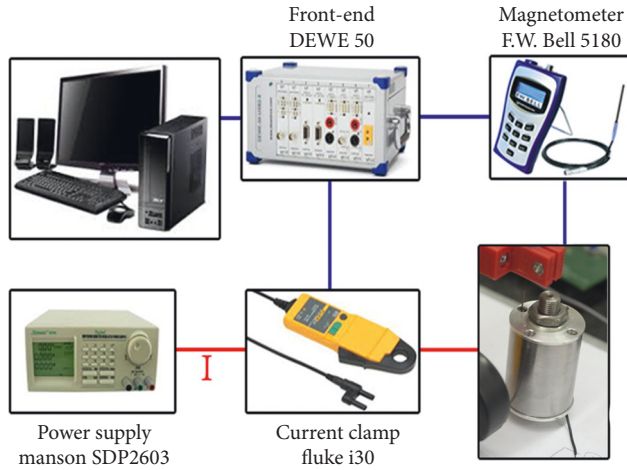 Front-end
DEWE 50
Magnetometer
F.W. Bell 5180
I
Power supply
manson SDP2603
Current clamp
fluke i30